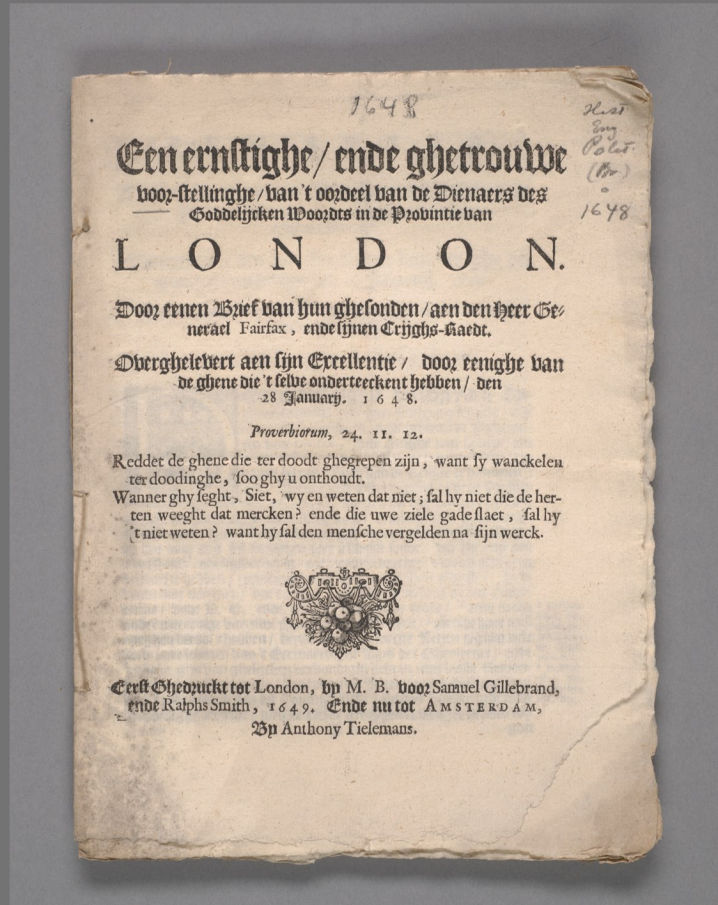 1648
Hist
Eng
Polit.
(Br)
1648
Een ernstighe / ende ghetrouwe
voor-stellinghe / van 't oordeel van de Dienaers des
Goddelijcken Woordts in de Provintie van
LONDON.
Door eenen Brief van hun ghesonden / aen den Heer Ge-
nerael Fairfax, ende sijnen Crijghs-Raedt.
Overghelevert aen sijn Excellentie / door eenighe van
de ghene die 't selve onderteeckent hebben / den
28 Januarij. 1648.
Proverbiorum, 24. 11. 12.
Reddet de ghene die ter doodt ghegrepen zijn, want sy wanckelen
ter doodinghe, soo ghy u onthoudt.
Wanner ghy seght, Siet, wy en weten dat niet; sal hy niet die de her-
ten weeght dat mercken? ende die uwe ziele gade slaet, sal hy
't niet weten? want hy sal den mensche vergelden na sijn werck.
Eerst Ghedruckt tot London, by M. B. voor Samuel Gillebrand,
ende Ralphs Smith, 1649. Ende nu tot AMSTERDAM,
By Anthony Tielemans.